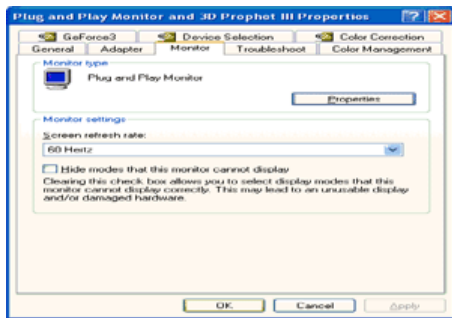 Plug and Play Monitor and 3D Prophet III Properties
GeForce3 Device Selection Color Correction
General Adapter Monitor Troubleshoot Color Management
Monitor type
Plug and Play Monitor
Properties
Monitor settings
Screen refresh rate:
60 Hertz
Hide modes that this monitor cannot display
Clearing this check box allows you to select display modes that this
monitor cannot display correctly. This may lead to an unusable display
and/or damaged hardware.
OK Cancel Apply